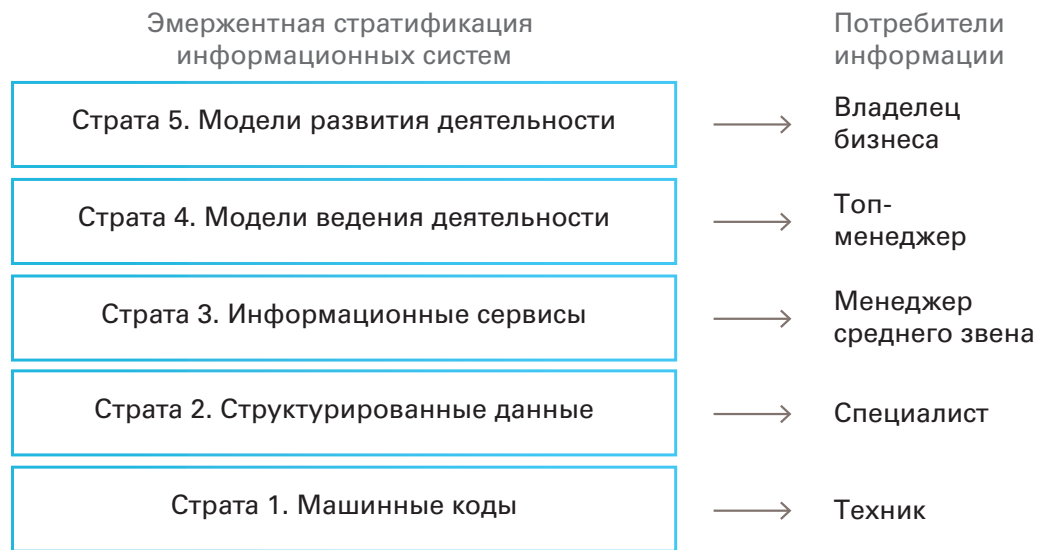 Эмержентная стратификация
информационных систем
Потребители
информации
Страта 5. Модели развития деятельности
Владелец
бизнеса
Страта 4. Модели ведения деятельности
Топ-
менеджер
Страта 3. Информационные сервисы
Менеджер
среднего звена
Страта 2. Структурированные данные
Специалист
Страта 1. Машинные коды
Техник